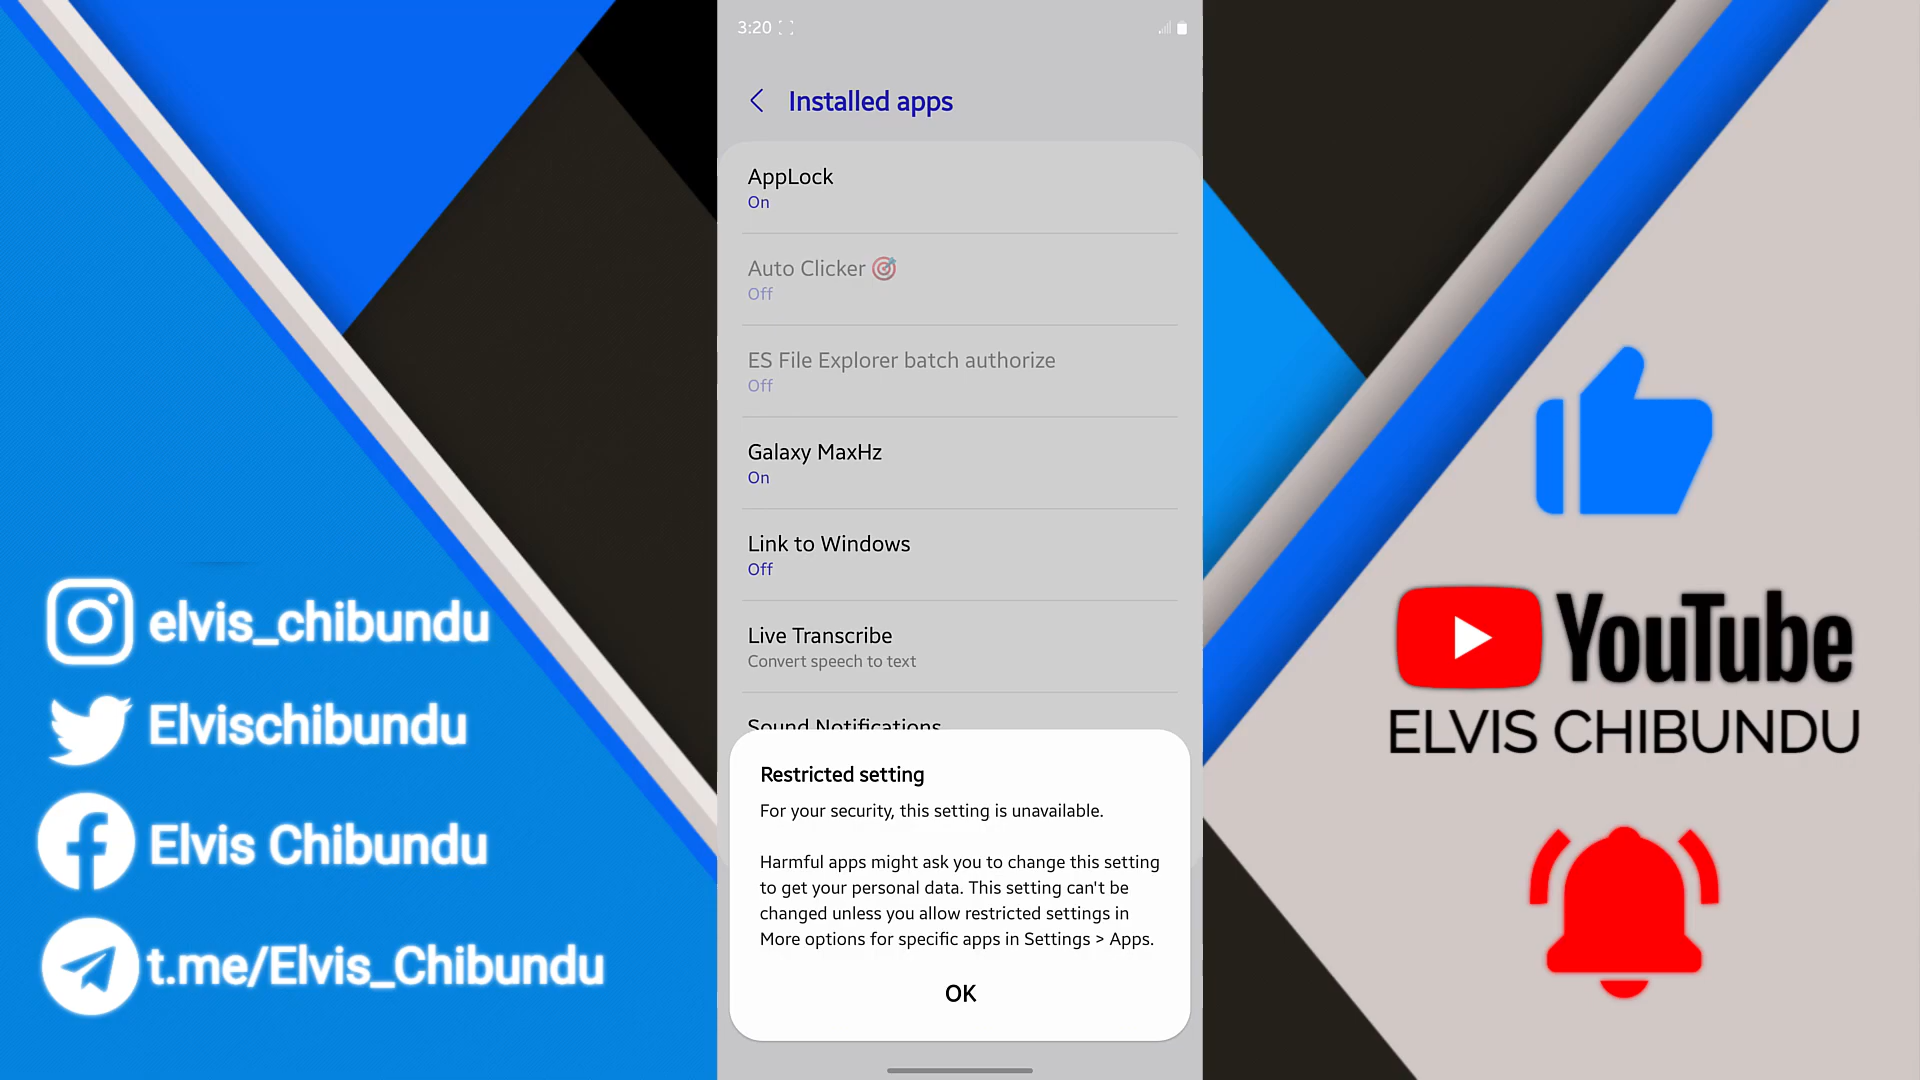 3:20
Installed apps
AppLock
On
Auto Clicker
Off
ES File Explorer batch authorize
Off
Galaxy MaxHz
On
Link to Windows
Off
Live Transcribe
Convert speech to text
Sound Notifications
Restricted setting
For your security, this setting is unavailable.
Harmful apps might ask you to change this setting
to get your personal data. This setting can't be
changed unless you allow restricted settings in
More options for specific apps in Settings > Apps.
OK
elvis_chibundu
Elvischibundu
Elvis Chibundu
t.me/Elvis_Chibundu
YouTube
ELVIS CHIBUNDU